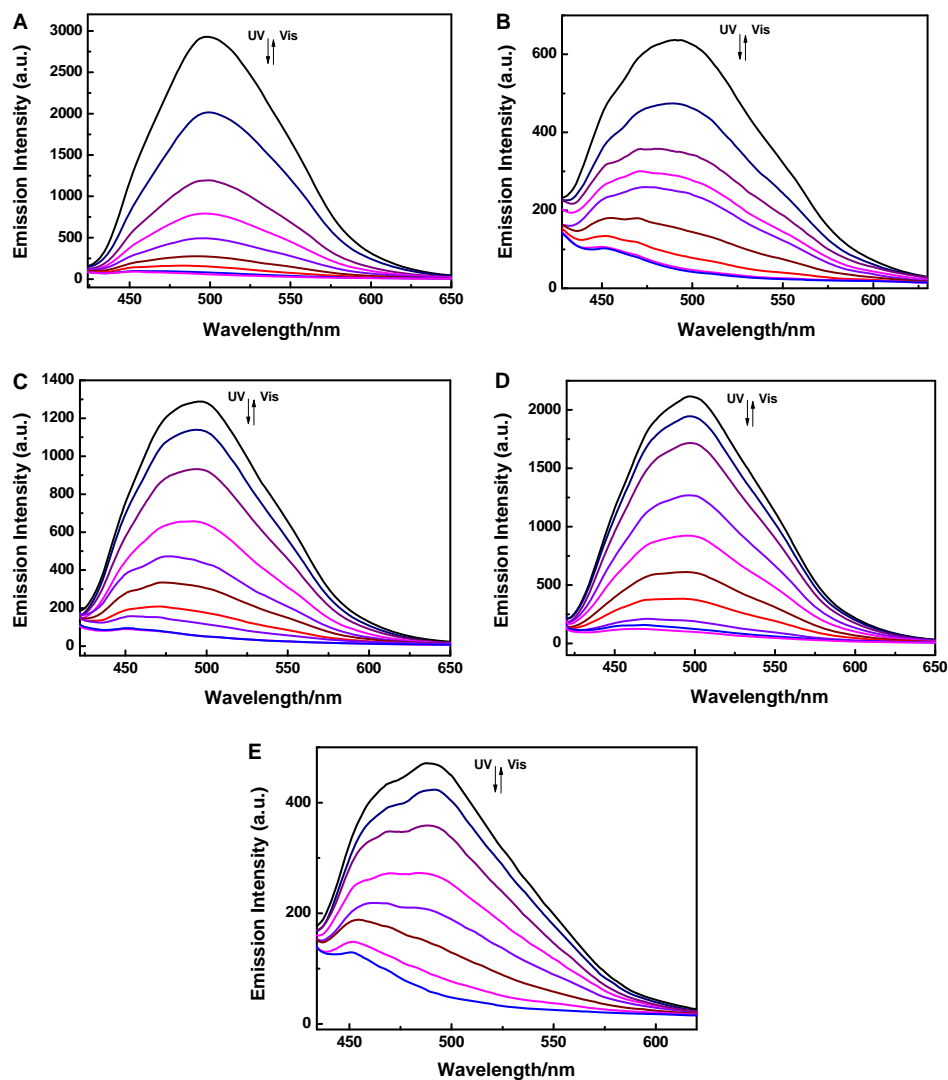 A
UV Vis
Emission Intensity (a.u.)
3000
2500
2000
1500
1000
500
0
450 500 550 600 650
Wavelength/nm
B
UV Vis
Emission Intensity (a.u.)
600
400
200
0
450 500 550 600
Wavelength/nm
C
UV Vis
Emission Intensity (a.u.)
1400
1200
1000
800
600
400
200
0
450 500 550 600 650
Wavelength/nm
D
UV Vis
Emission Intensity (a.u.)
2000
1500
1000
500
0
450 500 550 600 650
Wavelength/nm
E
UV Vis
Emission Intensity (a.u.)
400
200
0
450 500 550 600
Wavelength/nm